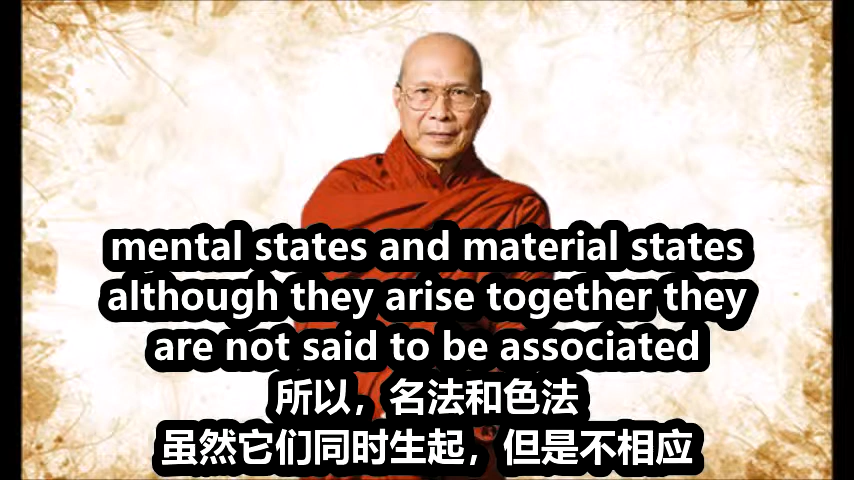 mental states and material states
although they arise together they
are not said to be associated
所以，名法和色法
虽然它们同时生起，但是不相应